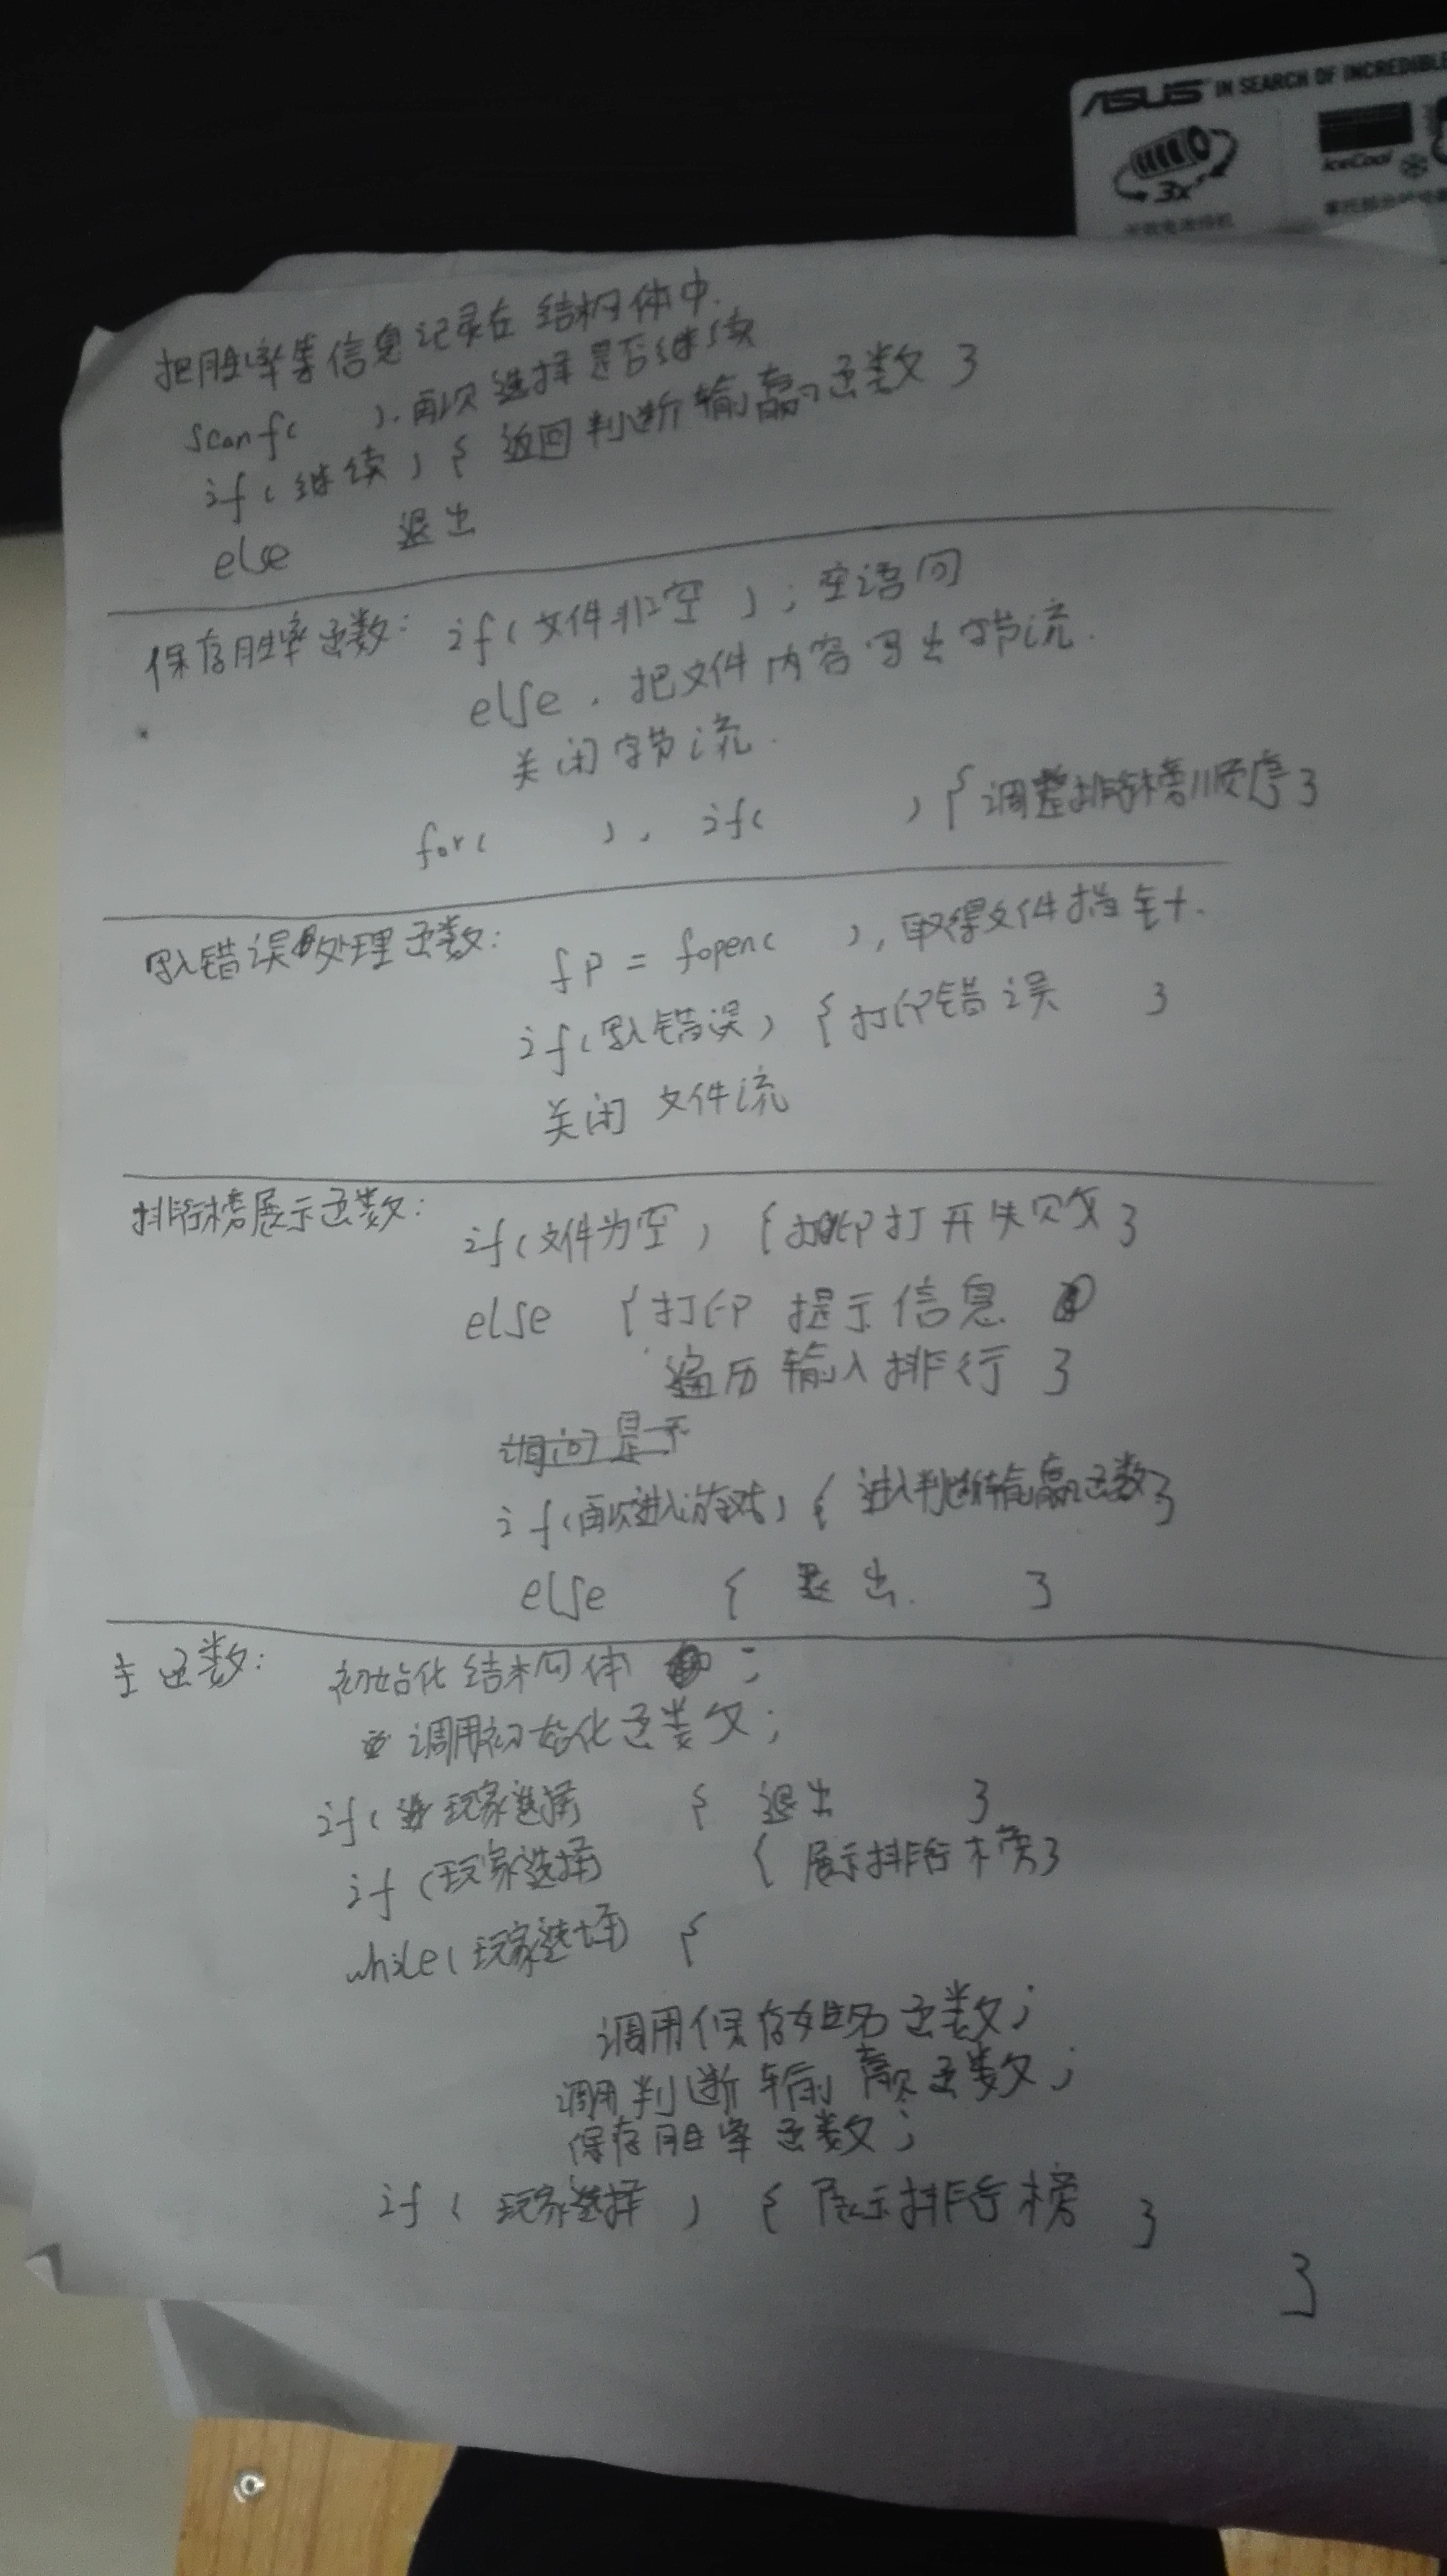 ASUS IN SEARCH OF INCREDIBLE
3x
IceCool
把胜率等信息记录在结构体中.
scanf( ).再次选择是否继续
if(继续){返回判断输赢函数}
else 退出
保存胜率函数: if(文件非空);空语句
else.把文件内容写出字节流.
关闭字节流.
for( ), if( ){调整排行榜顺序}
写入错误处理函数: fp = fopen( ),取得文件指针.
if(写入错误){打印错误 }
关闭文件流
排行榜展示函数: if(文件为空){打印打开失败}
else {打印提示信息
遍历输入排行 }
if(再次进入游戏){进入判断输赢函数}
else { 退出. }
主函数: 初始化结构体 ;
调用初始化函数;
if(玩家选择 { 退出 }
if(玩家选择) { 展示排行榜}
while(玩家选择) {
调用保存姓名函数;
调用判断输赢函数;
保存胜率函数;
if(玩家选择){展示排行榜 }
}